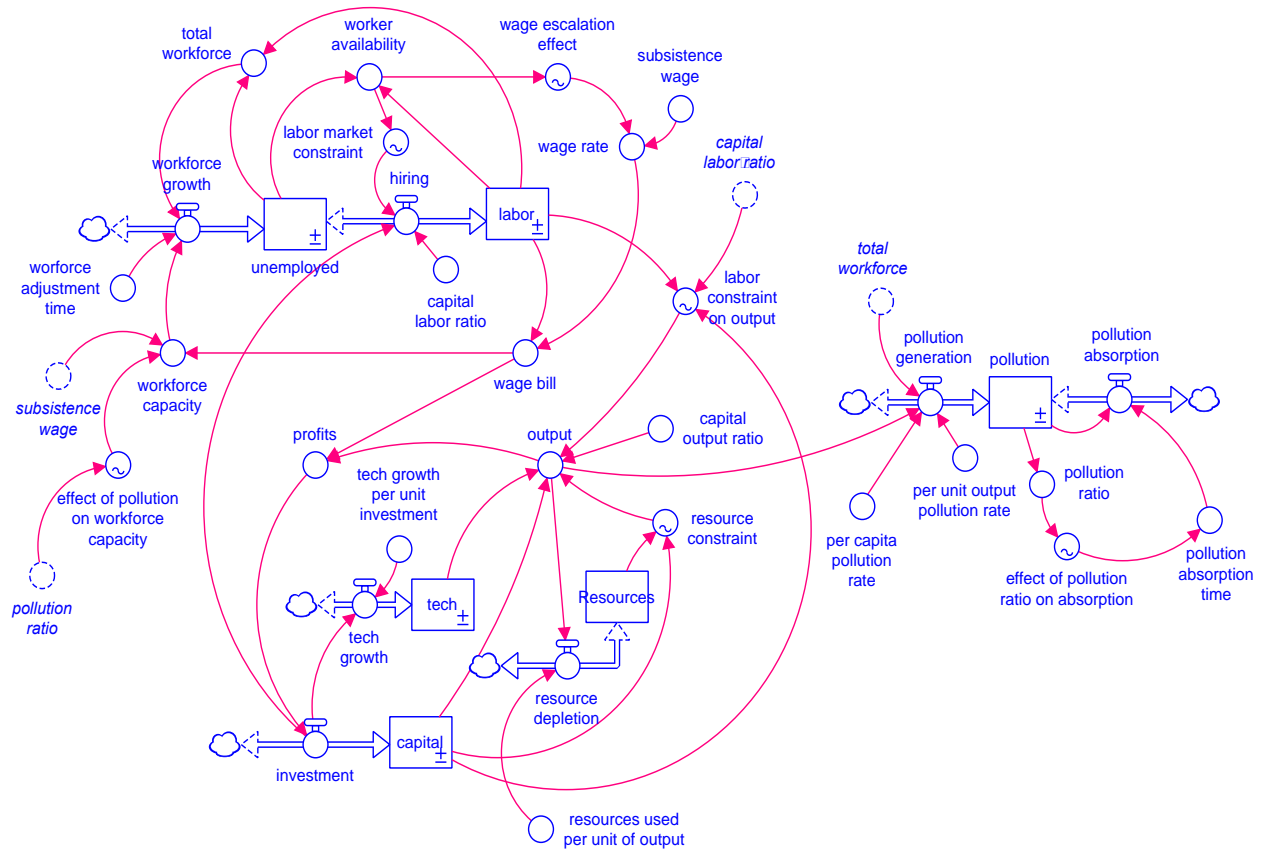 total
workforce
worker
availability
wage escalation
effect
subsistence
wage
labor market
constraint
wage rate
capital
labor ratio
workforce
growth
hiring
labor
unemployed
worforce
adjustment
time
capital
labor ratio
labor
constraint
on output
total
workforce
pollution
generation
pollution
pollution
absorption
workforce
capacity
wage bill
subsistence
wage
profits
output
capital
output ratio
tech growth
per unit
investment
effect of pollution
on workforce
capacity
per unit output
pollution rate
pollution
ratio
resource
constraint
per capita
pollution
rate
effect of pollution
ratio on absorption
pollution
absorption
time
pollution
ratio
tech
Resources
tech
growth
resource
depletion
capital
investment
resources used
per unit of output